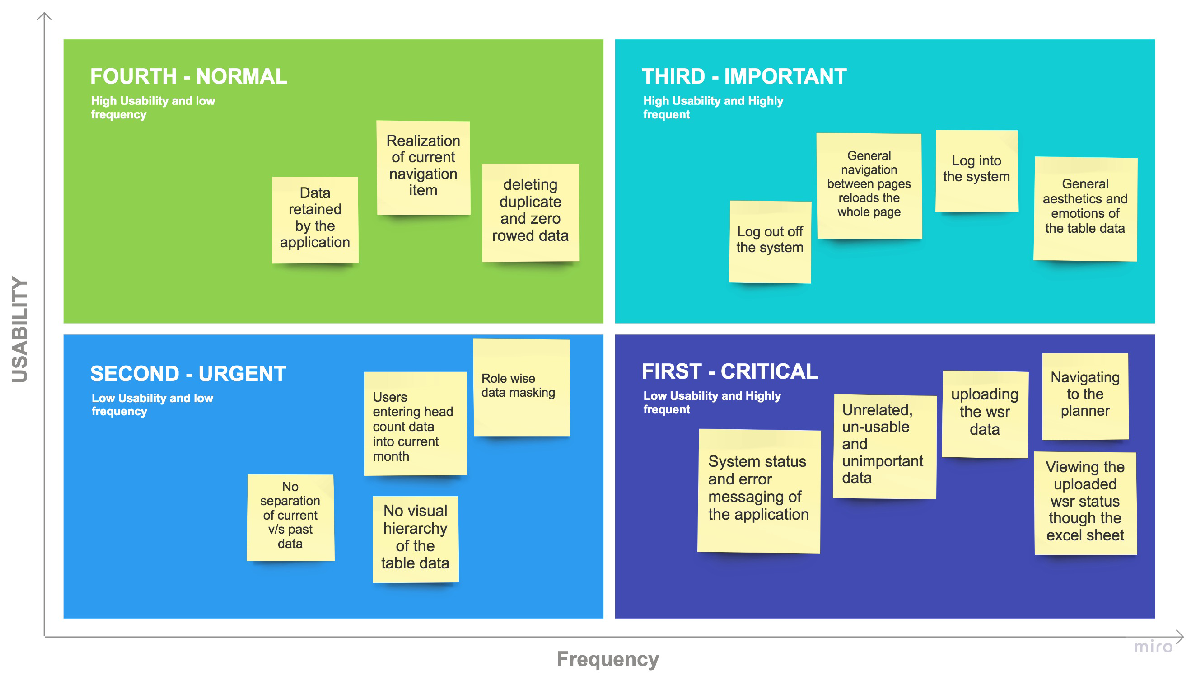 USABILITY
FOURTH - NORMAL
High Usability and low
frequency
Data
retained
by the
application
Realization
of current
navigation
item
deleting
duplicate
and zero
rowed data
THIRD - IMPORTANT
High Usability and Highly
frequent
Log out off
the system
General
navigation
between pages
reloads the
whole page
Log into
the system
General
aesthetics and
emotions of
the table data
SECOND - URGENT
Low Usability and low
frequency
No
separation
of current
v/s past
data
Users
entering head
count data
into current
month
No visual
hierarchy
of the
table data
Role wise
data masking
FIRST - CRITICAL
Low Usability and Highly
frequent
System status
and error
messaging of
the application
Unrelated,
un-usable
and
unimportant
data
uploading
the wsr
data
Navigating
to the
planner
Viewing the
uploaded
wsr status
though the
excel sheet
Frequency
miro